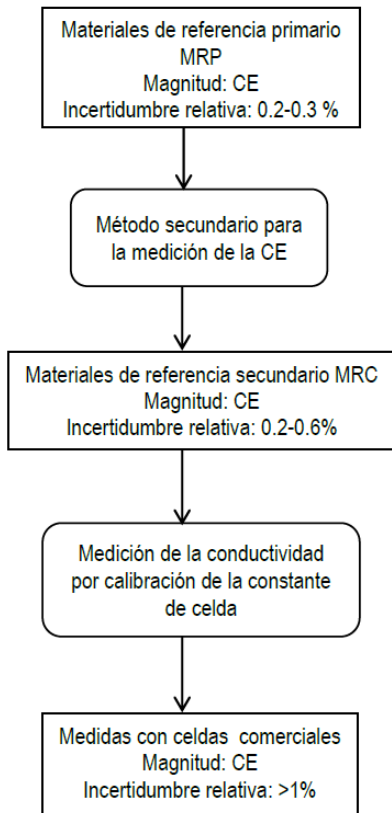 Materiales de referencia primario
MRP
Magnitud: CE
Incertidumbre relativa: 0.2-0.3 %
Método secundario para
la medición de la CE
Materiales de referencia secundario MRC
Magnitud: CE
Incertidumbre relativa: 0.2-0.6%
Medición de la conductividad
por calibración de la constante
de celda
Medidas con celdas comerciales
Magnitud: CE
Incertidumbre relativa: >1%